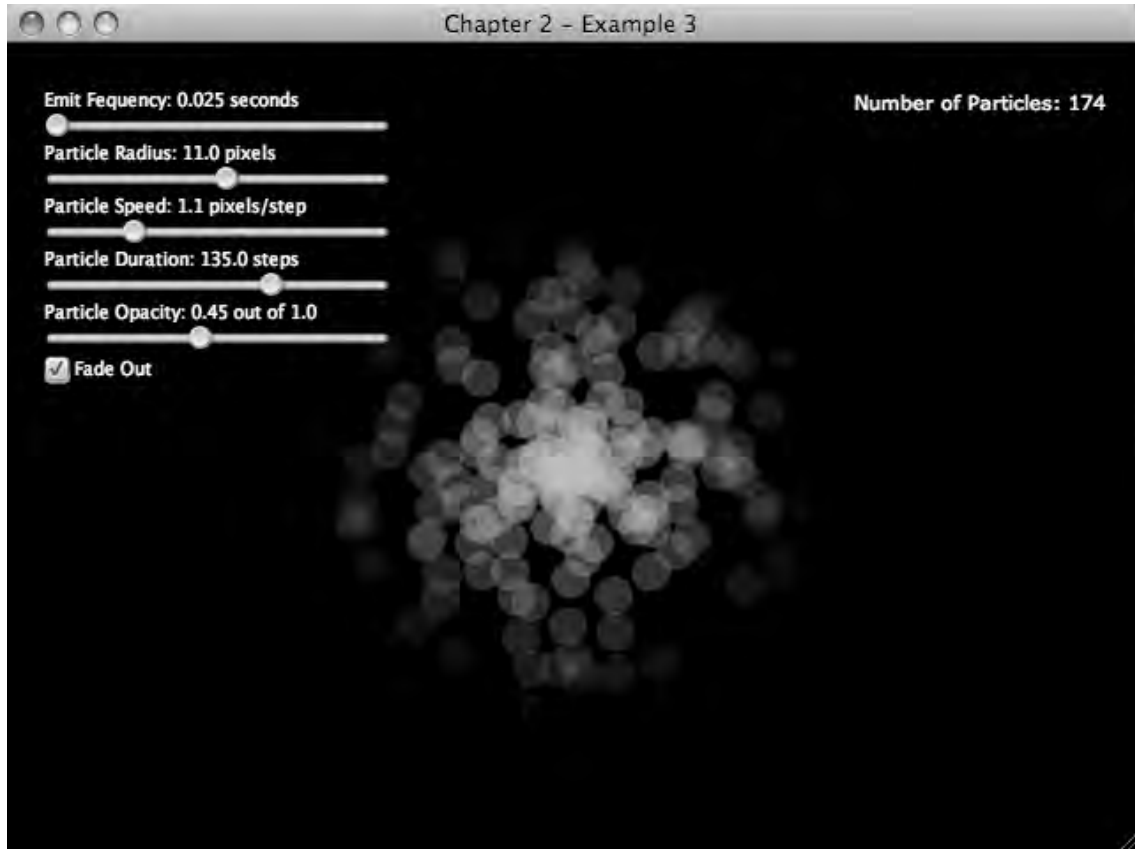 Chapter 2 – Example 3
Emit Fequency: 0.025 seconds
Number of Particles: 174
Particle Radius: 11.0 pixels
Particle Speed: 1.1 pixels/step
Particle Duration: 135.0 steps
Particle Opacity: 0.45 out of 1.0
Fade Out